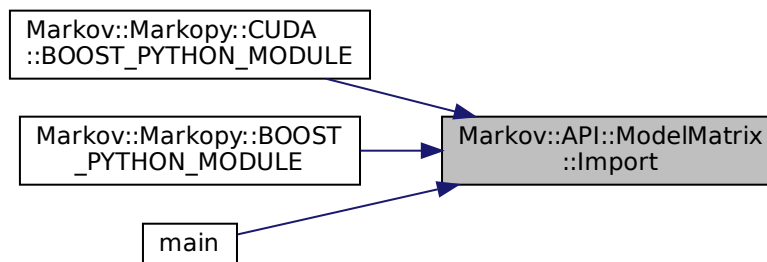 Markov::Markopy::CUDA
::BOOST_PYTHON_MODULE
Markov::Markopy::BOOST
_PYTHON_MODULE
main
Markov::API::ModelMatrix
::Import